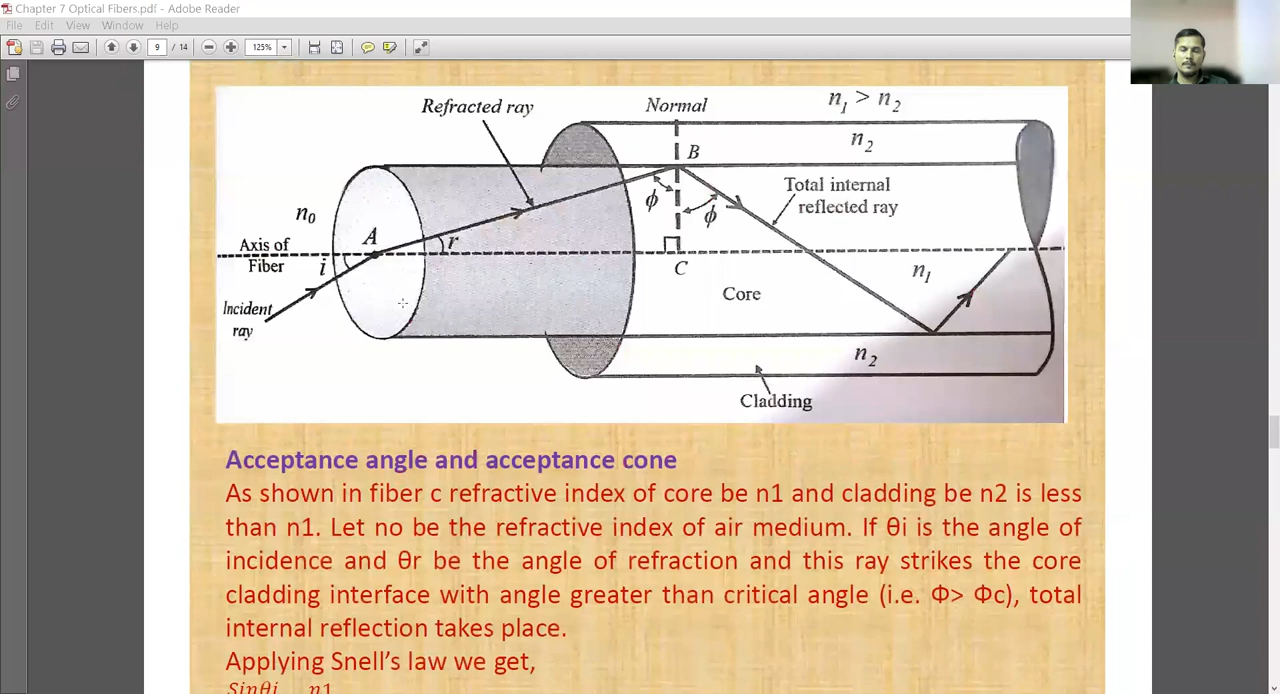 Chapter 7 Optical Fibers.pdf - Adobe Reader
File Edit View Window Help
9 / 14 125%
Refracted ray
Normal
n₁ > n₂
n₂
B
Total internal
reflected ray
ϕ
ϕ
n₀
A
r
Axis of
Fiber
i
C
n₁
Core
Incident
ray
n₂
Cladding
Acceptance angle and acceptance cone
As shown in fiber c refractive index of core be n1 and cladding be n2 is less
than n1. Let no be the refractive index of air medium. If θi is the angle of
incidence and θr be the angle of refraction and this ray strikes the core
cladding interface with angle greater than critical angle (i.e. Φ> Φc), total
internal reflection takes place.
Applying Snell’s law we get,
Sinθi n1